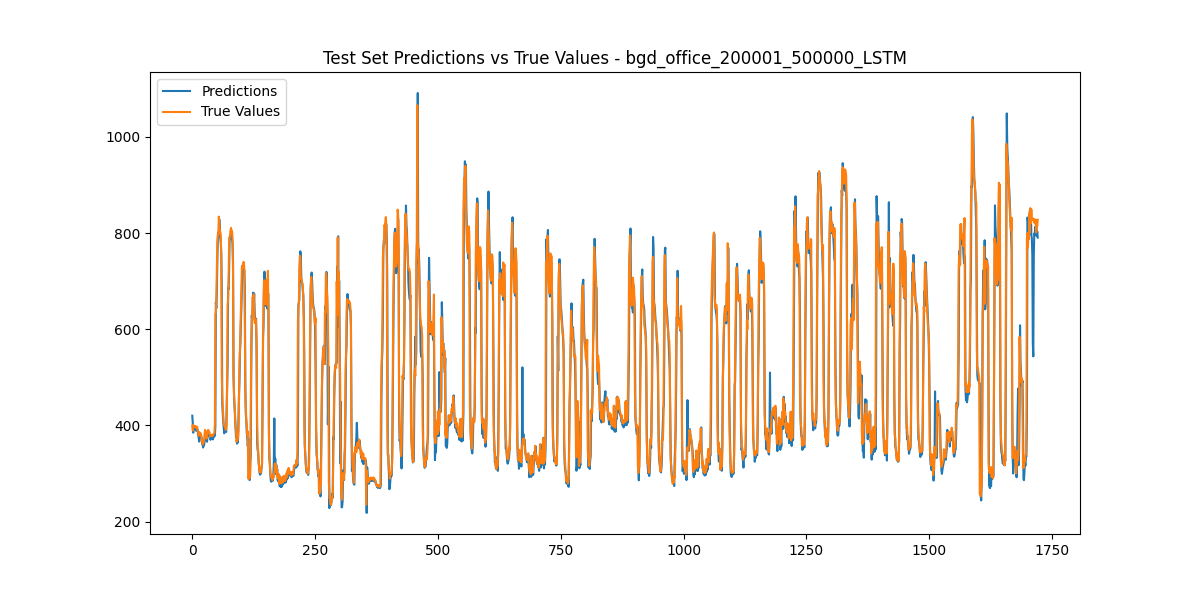 Test Set Predictions vs True Values - bgd_office_200001_500000_LSTM
Predictions
True Values
1000
800
600
400
200
0 250 500 750 1000 1250 1500 1750